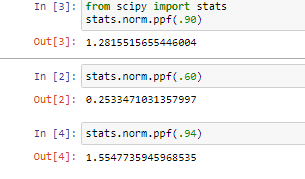 In [3]: from scipy import stats
stats.norm.ppf(.90)
Out[3]: 1.2815515655446004
In [2]: stats.norm.ppf(.60)
Out[2]: 0.2533471031357997
In [4]: stats.norm.ppf(.94)
Out[4]: 1.5547735945968535